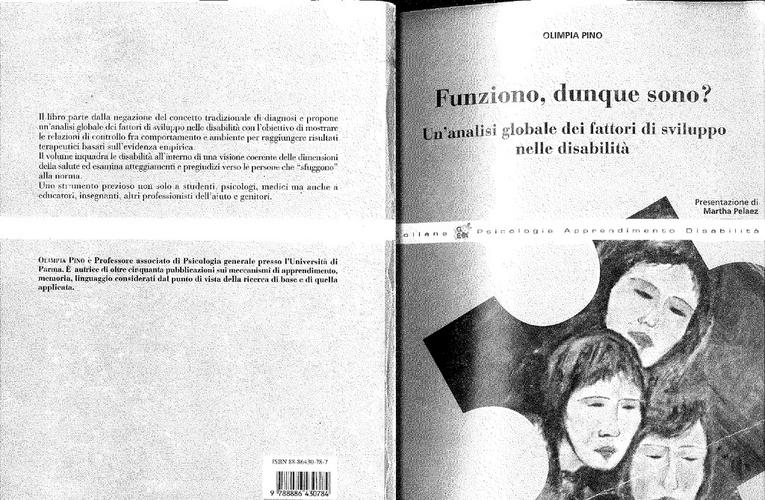 Il libro parte dalla negazione del concetto tradizionale di diagnosi e propone
un'analisi globale dei fattori di sviluppo nelle disabilità con l'obiettivo di mostrare
le relazioni di controllo fra comportamento e ambiente per raggiungere risultati
terapeutici basati sull'evidenza empirica.
Il volume inquadra le disabilità all'interno di una visione coerente delle dimensioni
della salute ed esamina atteggiamenti e pregiudizi verso le persone che "sfuggono"
alla norma.
Uno strumento prezioso non solo a studenti, psicologi, medici ma anche a
educatori, insegnanti, altri professionisti dell'aiuto e genitori.
OLIMPIA PINO è Professore associato di Psicologia generale presso l'Università di
Parma. È autrice di oltre cinquanta pubblicazioni sui meccanismi di apprendimento,
memoria, linguaggio considerati dal punto di vista della ricerca di base e di quella
applicata.
ISBN 88-86430-78-7
9 788886 430784
OLIMPIA PINO
Funziono, dunque sono?
Un'analisi globale dei fattori di sviluppo
nelle disabilità
Presentazione di
Martha Pelaez
collana Psicologia Apprendimento Disabilità